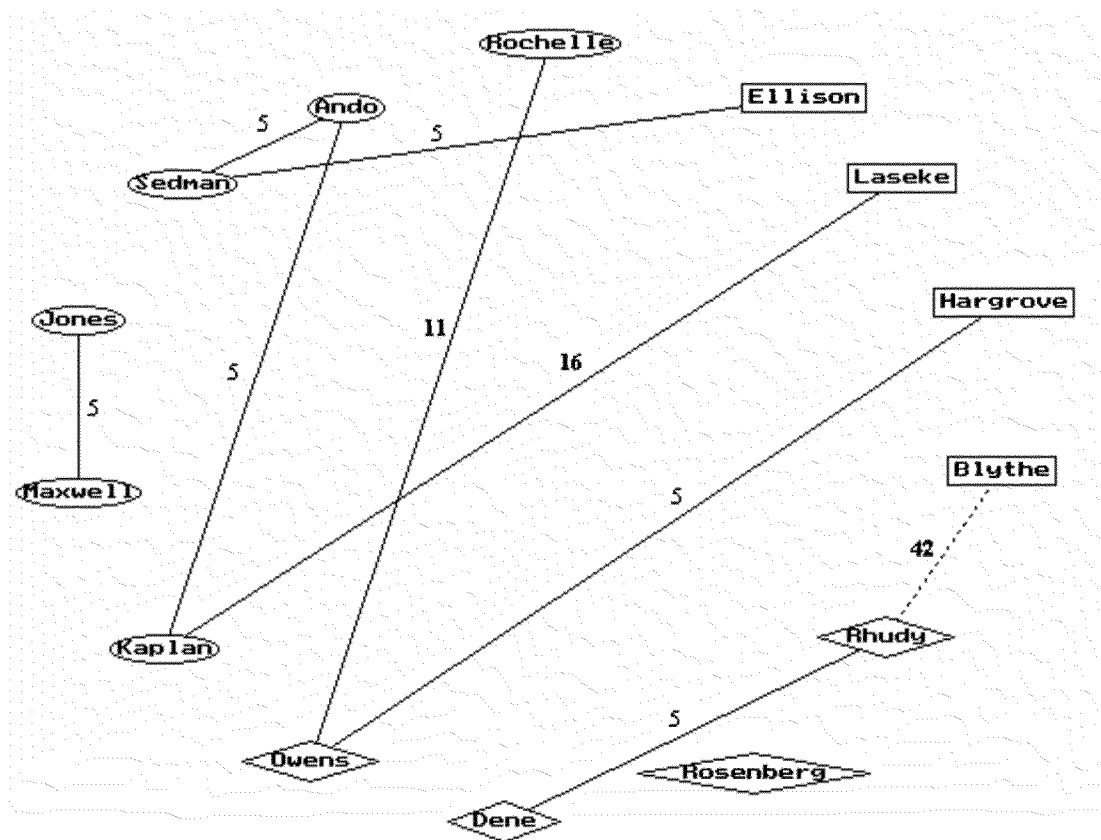 Rochelle
Ellison
Ando
5
5
Sedman
Laseke
Hargrove
Jones
11
16
5
5
Blythe
Maxwell
5
42
Rhudy
Kaplan
5
Owens
Rosenberg
Dene